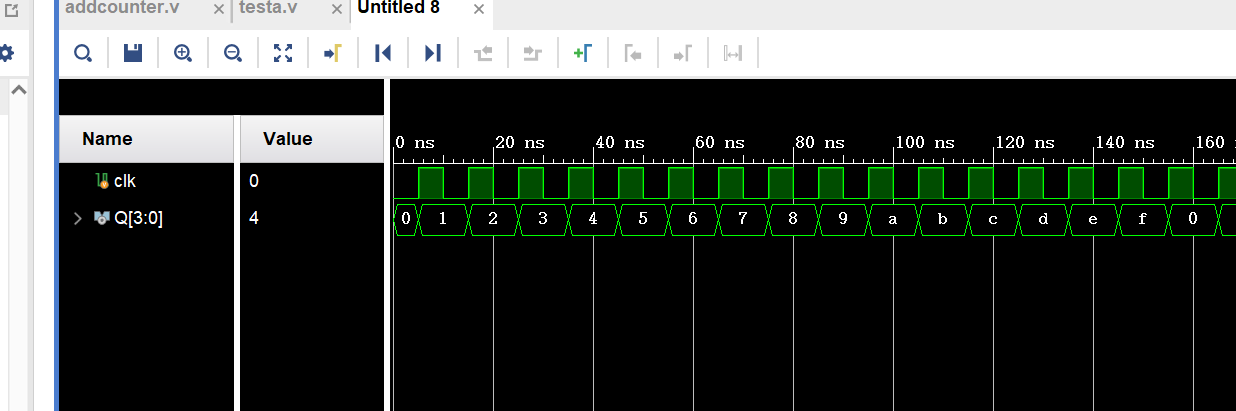 addcounter.v × testa.v × Untitled 8 ×
Name Value
0 ns 20 ns 40 ns 60 ns 80 ns 100 ns 120 ns 140 ns 160
clk 0
Q[3:0] 4 0 1 2 3 4 5 6 7 8 9 a b c d e f 0